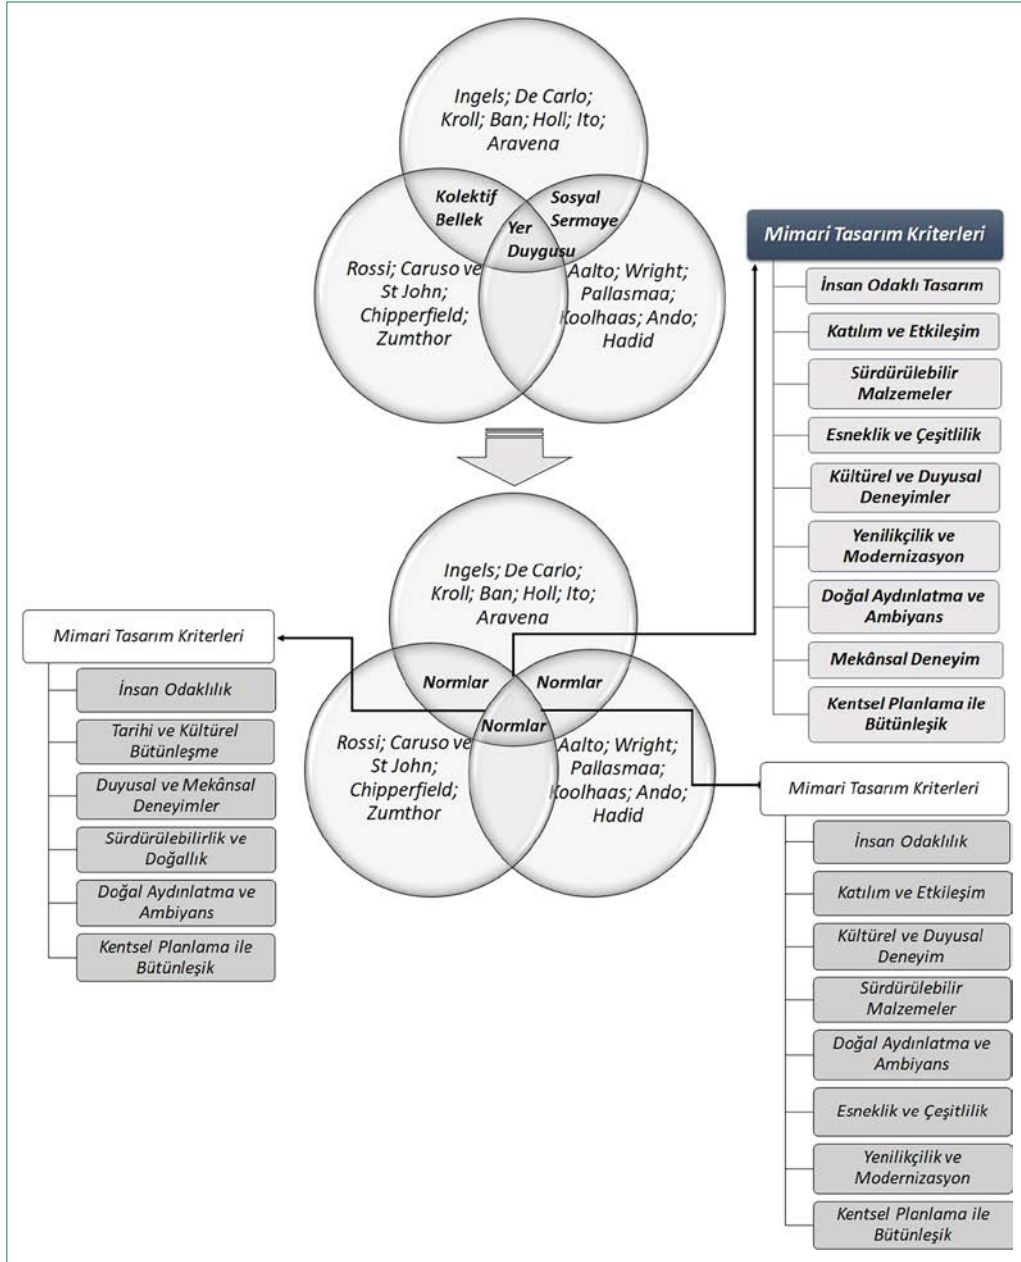 Ingels; De Carlo;
Kroll; Ban; Holl; Ito;
Aravena
Kolektif
Bellek
Sosyal
Sermaye
Yer
Duygusu
Rossi; Caruso ve
St John;
Chipperfield;
Zumthor
Aalto; Wright;
Pallasmaa;
Koolhaas; Ando;
Hadid
Mimari Tasarım Kriterleri
İnsan Odaklı Tasarım
Katılım ve Etkileşim
Sürdürülebilir
Malzemeler
Esneklik ve Çeşitlilik
Kültürel ve Duyusal
Deneyimler
Yenilikçilik ve
Modernizasyon
Doğal Aydınlatma ve
Ambiyans
Mekânsal Deneyim
Kentsel Planlama ile
Bütünleşik
Ingels; De Carlo;
Kroll; Ban; Holl; Ito;
Aravena
Normlar
Normlar
Normlar
Rossi; Caruso ve
St John;
Chipperfield;
Zumthor
Aalto; Wright;
Pallasmaa;
Koolhaas; Ando;
Hadid
Mimari Tasarım Kriterleri
İnsan Odaklılık
Tarihi ve Kültürel
Bütünleşme
Duyusal ve Mekânsal
Deneyimler
Sürdürülebilirlik ve
Doğallık
Doğal Aydınlatma ve
Ambiyans
Kentsel Planlama ile
Bütünleşik
Mimari Tasarım Kriterleri
İnsan Odaklılık
Katılım ve Etkileşim
Kültürel ve Duyusal
Deneyim
Sürdürülebilir
Malzemeler
Doğal Aydınlatma ve
Ambiyans
Esneklik ve Çeşitlilik
Yenilikçilik ve
Modernizasyon
Kentsel Planlama ile
Bütünleşik